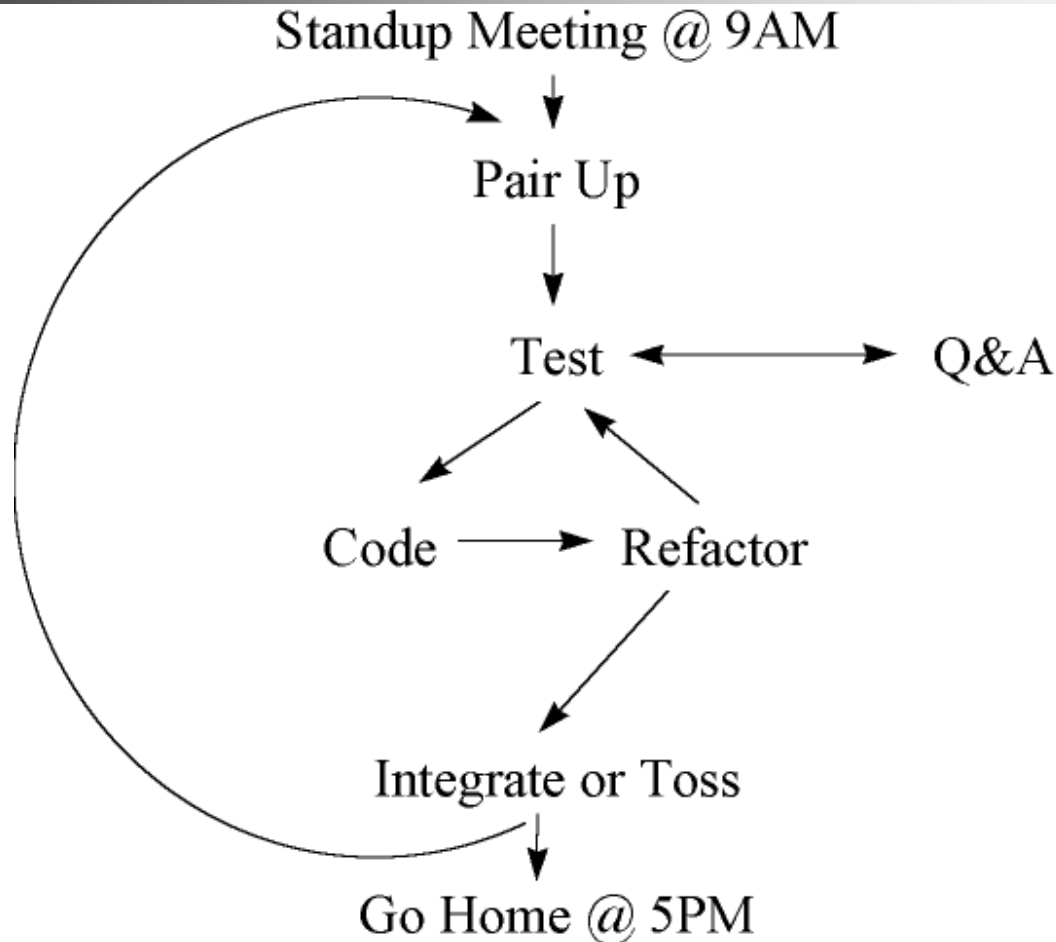 Standup Meeting @ 9AM
Pair Up
Test
Q&A
Code
Refactor
Integrate or Toss
Go Home @ 5PM